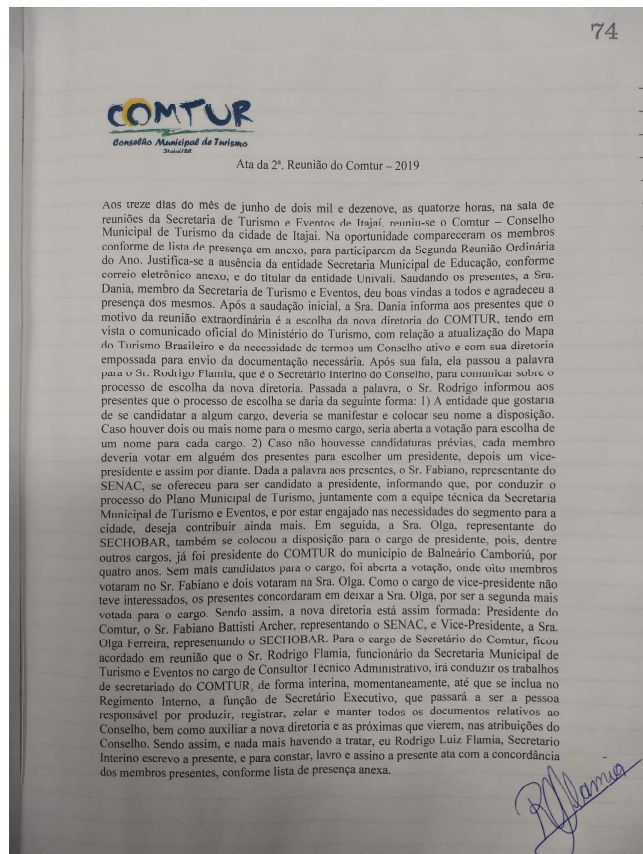 74
COMTUR
Conselho Municipal de Turismo
Itajaí/SC
Ata da 2ª. Reunião do Comtur – 2019
Aos treze dias do mês de junho de dois mil e dezenove, as quatorze horas, na sala de
reuniões da Secretaria de Turismo e Eventos de Itajaí, reuniu-se o Comtur – Conselho
Municipal de Turismo da cidade de Itajaí. Na oportunidade compareceram os membros
conforme de lista de presença em anexo, para participarem da Segunda Reunião Ordinária
do Ano. Justifica-se a ausência da entidade Secretaria Municipal de Educação, conforme
correio eletrônico anexo, e do titular da entidade Univali. Saudando os presentes, a Sra.
Dania, membro da Secretaria de Turismo e Eventos, deu boas vindas a todos e agradeceu a
presença dos mesmos. Após a saudação inicial, a Sra. Dania informa aos presentes que o
motivo da reunião extraordinária é a escolha da nova diretoria do COMTUR, tendo em
vista o comunicado oficial do Ministério do Turismo, com relação a atualização do Mapa
do Turismo Brasileiro e da necessidade de termos um Conselho ativo e com sua diretoria
empossada para envio da documentação necessária. Após sua fala, ela passou a palavra
para o Sr. Rodrigo Flamia, que é o Secretário Interino do Conselho, para comunicar sobre o
processo de escolha da nova diretoria. Passada a palavra, o Sr. Rodrigo informou aos
presentes que o processo de escolha se daria da seguinte forma: 1) A entidade que gostaria
de se candidatar a algum cargo, deveria se manifestar e colocar seu nome a disposição.
Caso houver dois ou mais nome para o mesmo cargo, seria aberta a votação para escolha de
um nome para cada cargo. 2) Caso não houvesse candidaturas prévias, cada membro
deveria votar em alguém dos presentes para escolher um presidente, depois um vice-
presidente e assim por diante. Dada a palavra aos presentes, o Sr. Fabiano, representante do
SENAC, se ofereceu para ser candidato a presidente, informando que, por conduzir o
processo do Plano Municipal de Turismo, juntamente com a equipe técnica da Secretaria
Municipal de Turismo e Eventos, e por estar engajado nas necessidades do segmento para a
cidade, deseja contribuir ainda mais. Em seguida, a Sra. Olga, representante do
SECHOBAR, também se colocou a disposição para o cargo de presidente, pois, dentre
outros cargos, já foi presidente do COMTUR do município de Balneário Camboriú, por
quatro anos. Sem mais candidatos para o cargo, foi aberta a votação, onde oito membros
votaram no Sr. Fabiano e dois votaram na Sra. Olga. Como o cargo de vice-presidente não
teve interessados, os presentes concordaram em deixar a Sra. Olga, por ser a segunda mais
votada para o cargo. Sendo assim, a nova diretoria está assim formada: Presidente do
Comtur, o Sr. Fabiano Battisti Archer, representando o SENAC, e Vice-Presidente, a Sra.
Olga Ferreira, representando o SECHOBAR. Para o cargo de Secretário do Comtur, ficou
acordado em reunião que o Sr. Rodrigo Flamia, funcionário da Secretaria Municipal de
Turismo e Eventos no cargo de Consultor Técnico Administrativo, irá conduzir os trabalhos
de secretariado do COMTUR, de forma interina, momentaneamente, até que se inclua no
Regimento Interno, a função de Secretário Executivo, que passará a ser a pessoa
responsável por produzir, registrar, zelar e manter todos os documentos relativos ao
Conselho, bem como auxiliar a nova diretoria e as próximas que vierem, nas atribuições do
Conselho. Sendo assim, e nada mais havendo a tratar, eu Rodrigo Luiz Flamia, Secretario
Interino escrevo a presente, e para constar, lavro e assino a presente ata com a concordância
dos membros presentes, conforme lista de presença anexa.
RFlamia